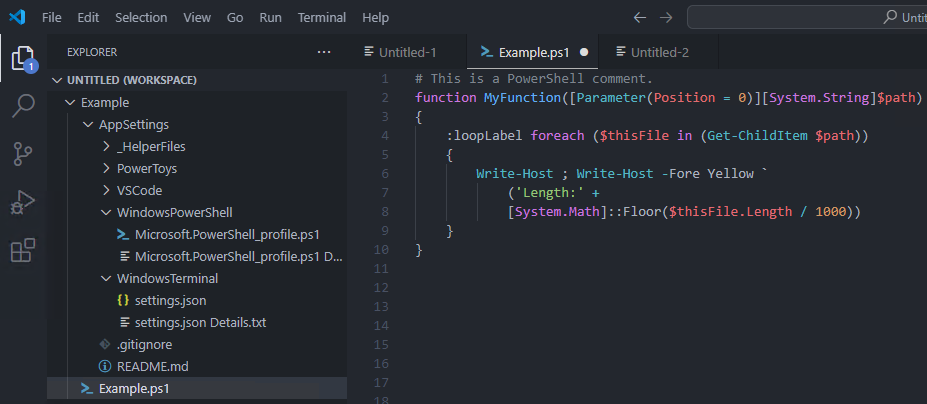 File Edit Selection View Go Run Terminal Help ← → Untit
1
EXPLORER ···
UNTITLED (WORKSPACE)
Example
AppSettings
_HelperFiles
PowerToys
VSCode
WindowsPowerShell
Microsoft.PowerShell_profile.ps1
Microsoft.PowerShell_profile.ps1 D...
WindowsTerminal
{} settings.json
settings.json Details.txt
.gitignore
README.md
Example.ps1
Untitled-1 Example.ps1 ● Untitled-2
1 # This is a PowerShell comment.
2 function MyFunction([Parameter(Position = 0)][System.String]$path)
3 {
4 :loopLabel foreach ($thisFile in (Get-ChildItem $path))
5 {
6 Write-Host ; Write-Host -Fore Yellow `
7 ('Length:' +
8 [System.Math]::Floor($thisFile.Length / 1000))
9 }
10 }
11
12
13
14
15
16
17
18